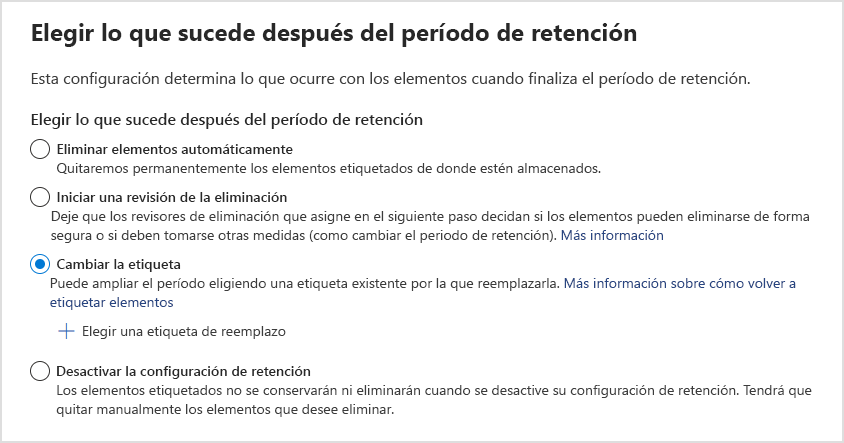 Elegir lo que sucede después del período de retención
Esta configuración determina lo que ocurre con los elementos cuando finaliza el período de retención.
Elegir lo que sucede después del período de retención
Eliminar elementos automáticamente
Quitaremos permanentemente los elementos etiquetados de donde estén almacenados.
Iniciar una revisión de la eliminación
Deje que los revisores de eliminación que asigne en el siguiente paso decidan si los elementos pueden eliminarse de forma
segura o si deben tomarse otras medidas (como cambiar el periodo de retención). Más información
Cambiar la etiqueta
Puede ampliar el período eligiendo una etiqueta existente por la que reemplazarla. Más información sobre cómo volver a
etiquetar elementos
Elegir una etiqueta de reemplazo
Desactivar la configuración de retención
Los elementos etiquetados no se conservarán ni eliminarán cuando se desactive su configuración de retención. Tendrá que
quitar manualmente los elementos que desee eliminar.